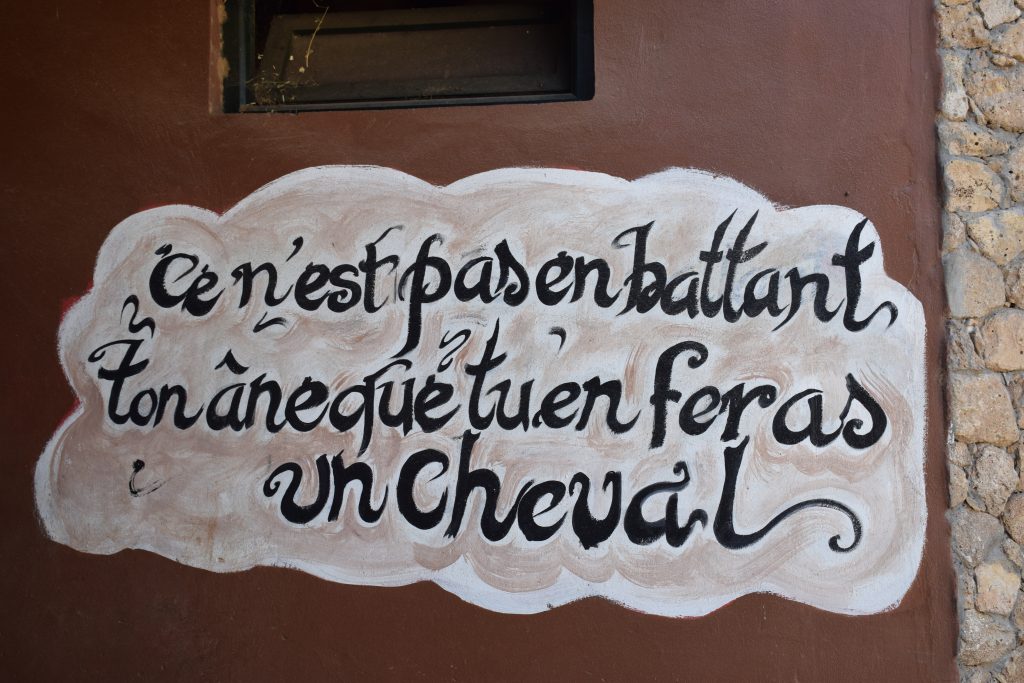 Ce n'est pas en battant
ton âne que tu en feras
un cheval